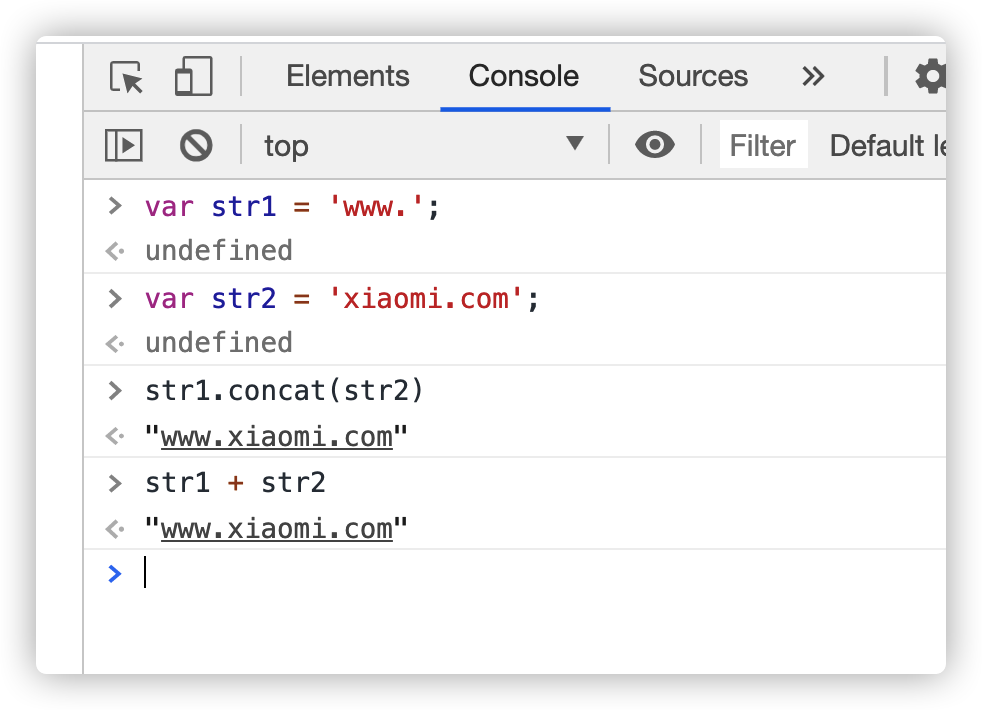 Elements Console Sources »
top ▼ Filter Default le
> var str1 = 'www.';
<· undefined
> var str2 = 'xiaomi.com';
<· undefined
> str1.concat(str2)
<· "www.xiaomi.com"
> str1 + str2
<· "www.xiaomi.com"
>